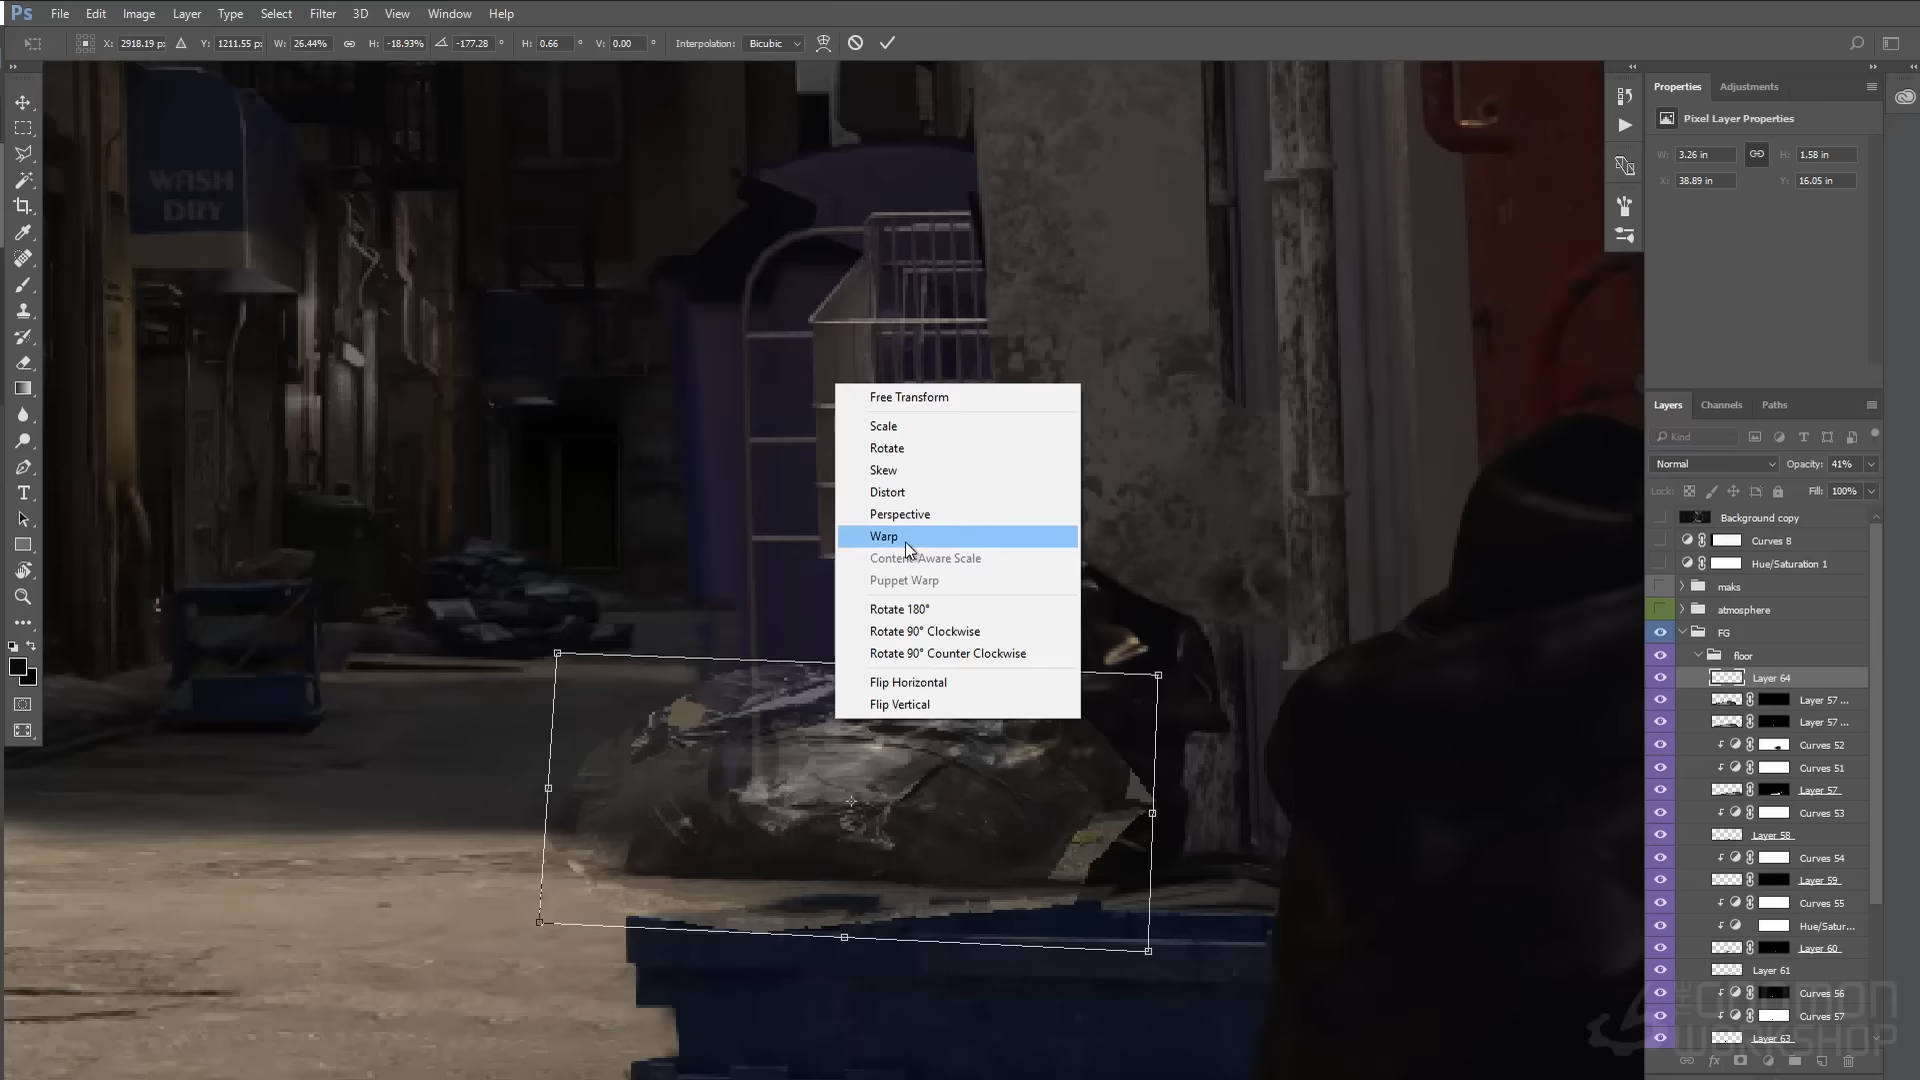 Ps File Edit Image Layer Type Select Filter 3D View Window Help
X: 2918.19 p: Y: 1211.55 p: W: 26.44% H: -18.93% -177.28 ° H: 0.66 ° V: 0.00 ° Interpolation: Bicubic
Properties Adjustments
Pixel Layer Properties
W: 3.26 in H: 1.58 in
X: 38.89 in Y: 16.05 in
WASH
DRY
Free Transform
Scale
Rotate
Skew
Distort
Perspective
Warp
Content-Aware Scale
Puppet Warp
Rotate 180°
Rotate 90° Clockwise
Rotate 90° Counter Clockwise
Flip Horizontal
Flip Vertical
Layers Channels Paths
Kind
Normal Opacity: 41%
Lock: Fill: 100%
Background copy
Curves 8
Hue/Saturation 1
maks
atmosphere
FG
floor
Layer 64
Layer 57 ...
Layer 57 ...
Curves 52
Curves 51
Layer 57
Curves 53
Layer 58
Curves 54
Layer 59
Curves 55
Hue/Satur...
Layer 60
Layer 61
Curves 56
Curves 57
Layer 63
fx
THE
COMMON
WORKSHOP